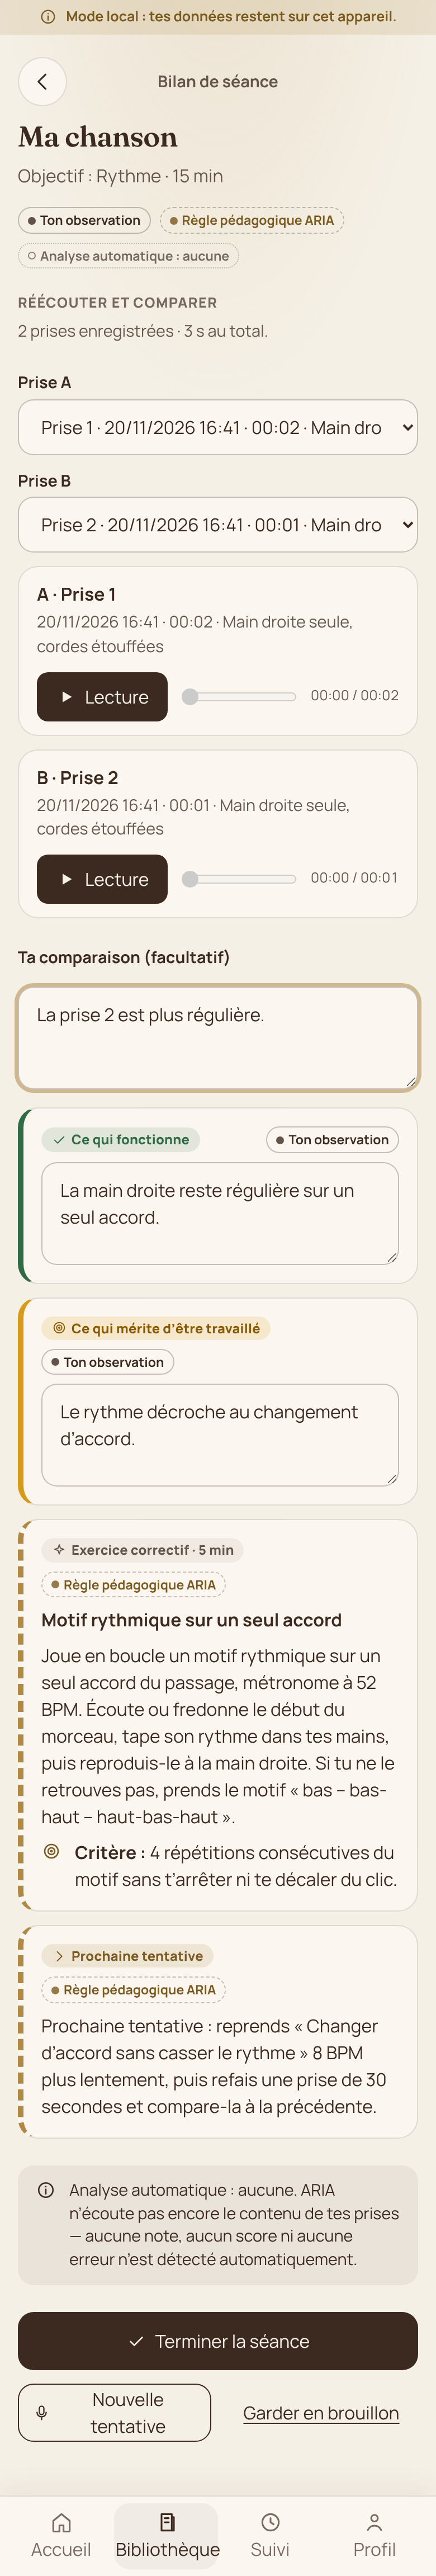 Mode local : tes données restent sur cet appareil.
Bilan de séance
Ma chanson
Objectif : Rythme · 15 min
Ton observation
Règle pédagogique ARIA
Analyse automatique : aucune
RÉÉCOUTER ET COMPARER
2 prises enregistrées · 3 s au total.
Prise A
Prise 1 · 20/11/2026 16:41 · 00:02 · Main dro
Prise B
Prise 2 · 20/11/2026 16:41 · 00:01 · Main dro
A · Prise 1
20/11/2026 16:41 · 00:02 · Main droite seule,
cordes étouffées
Lecture
00:00 / 00:02
B · Prise 2
20/11/2026 16:41 · 00:01 · Main droite seule,
cordes étouffées
Lecture
00:00 / 00:01
Ta comparaison (facultatif)
La prise 2 est plus régulière.
Ce qui fonctionne
Ton observation
La main droite reste régulière sur un
seul accord.
Ce qui mérite d’être travaillé
Ton observation
Le rythme décroche au changement
d’accord.
Exercice correctif · 5 min
Règle pédagogique ARIA
Motif rythmique sur un seul accord
Joue en boucle un motif rythmique sur un
seul accord du passage, métronome à 52
BPM. Écoute ou fredonne le début du
morceau, tape son rythme dans tes mains,
puis reproduis-le à la main droite. Si tu ne le
retrouves pas, prends le motif « bas – bas-
haut – haut-bas-haut ».
Critère : 4 répétitions consécutives du
motif sans t’arrêter ni te décaler du clic.
Prochaine tentative
Règle pédagogique ARIA
Prochaine tentative : reprends « Changer
d’accord sans casser le rythme » 8 BPM
plus lentement, puis refais une prise de 30
secondes et compare-la à la précédente.
Analyse automatique : aucune. ARIA
n’écoute pas encore le contenu de tes prises
— aucune note, aucun score ni aucune
erreur n’est détecté automatiquement.
Terminer la séance
Nouvelle
tentative
Garder en brouillon
Accueil
Bibliothèque
Suivi
Profil